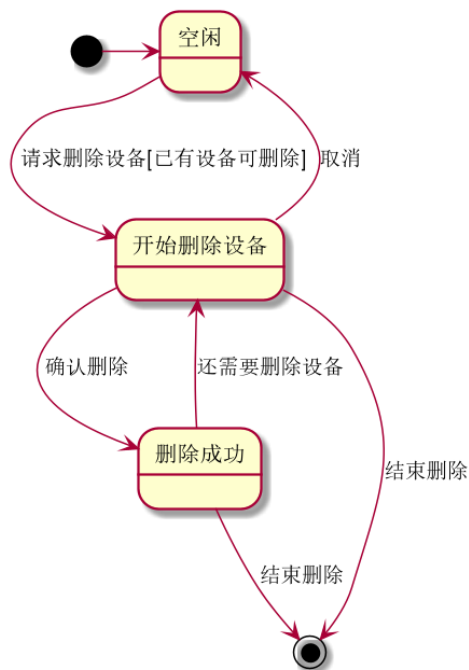 空闲
请求删除设备[已有设备可删除]
取消
开始删除设备
确认删除
还需要删除设备
删除成功
结束删除
结束删除